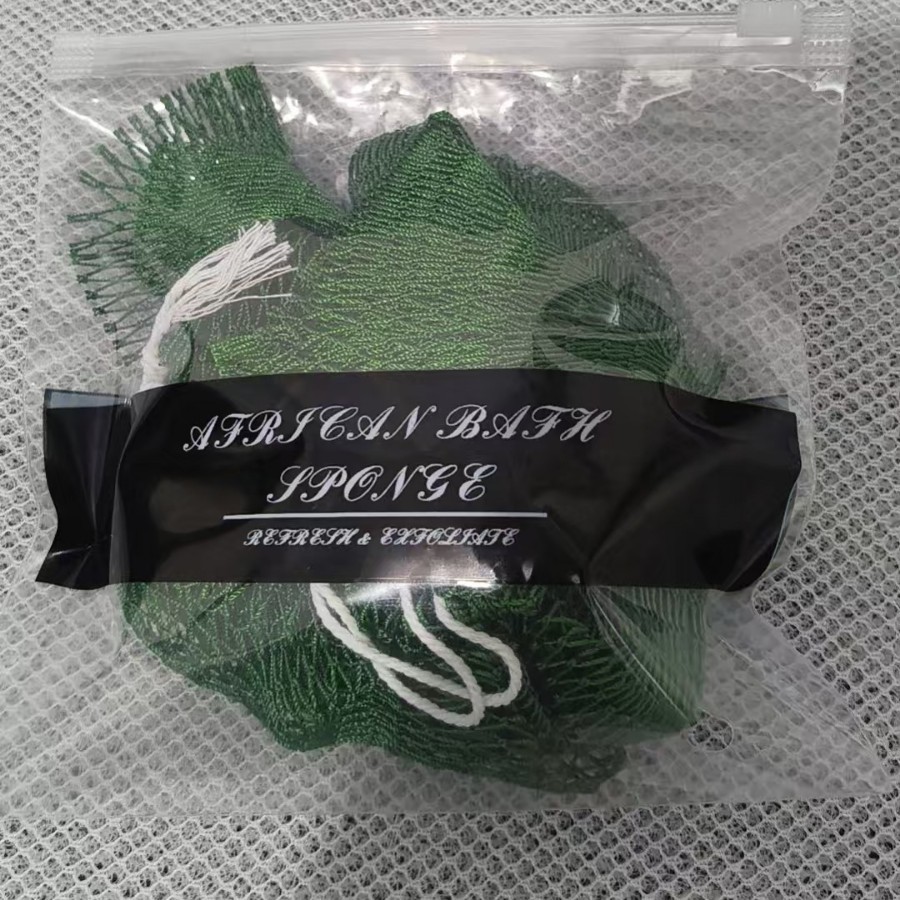 AFRICAN BATH
SPONGE
REFRESH & EXFOLIATE